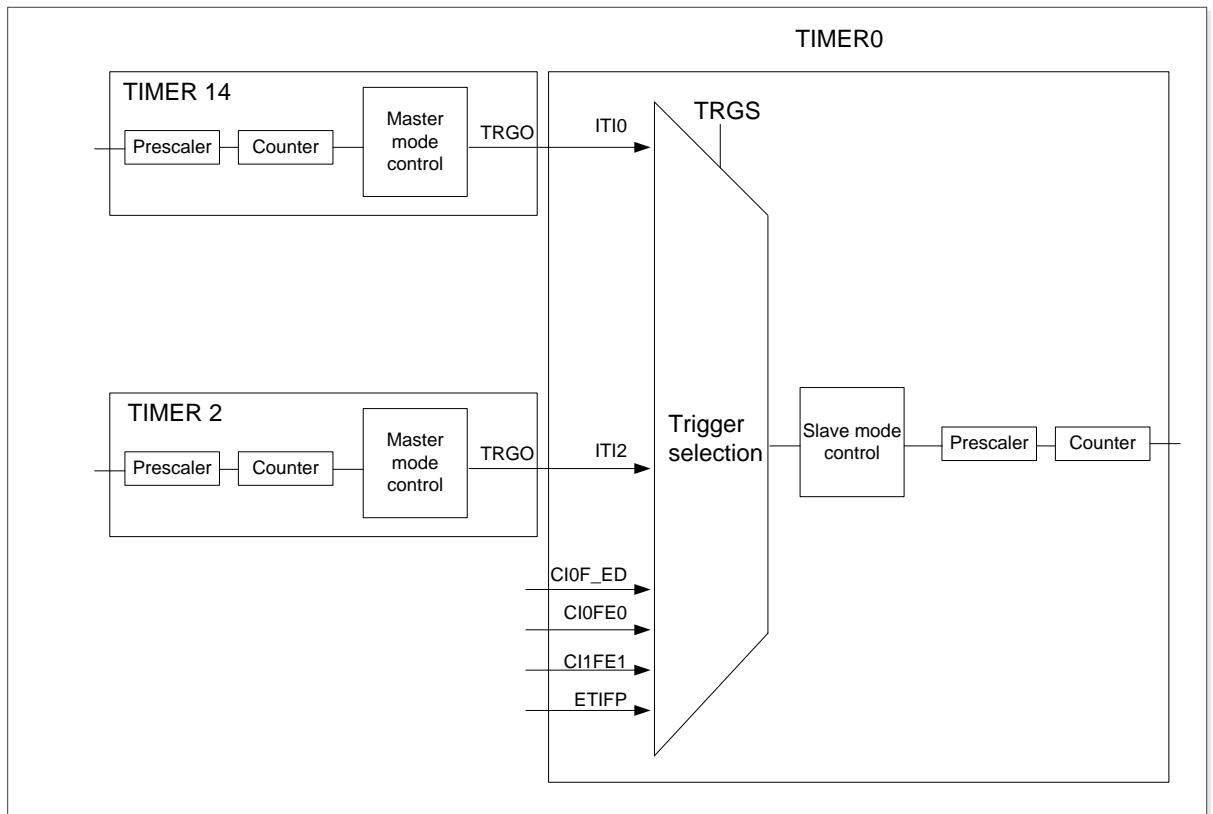 TIMER0
TIMER 14
Prescaler
Counter
Master
mode
control
TRGO
ITI0
TRGS
TIMER 2
Prescaler
Counter
Master
mode
control
TRGO
ITI2
Trigger
selection
Slave mode
control
Prescaler
Counter
CI0F_ED
CI0FE0
CI1FE1
ETIFP